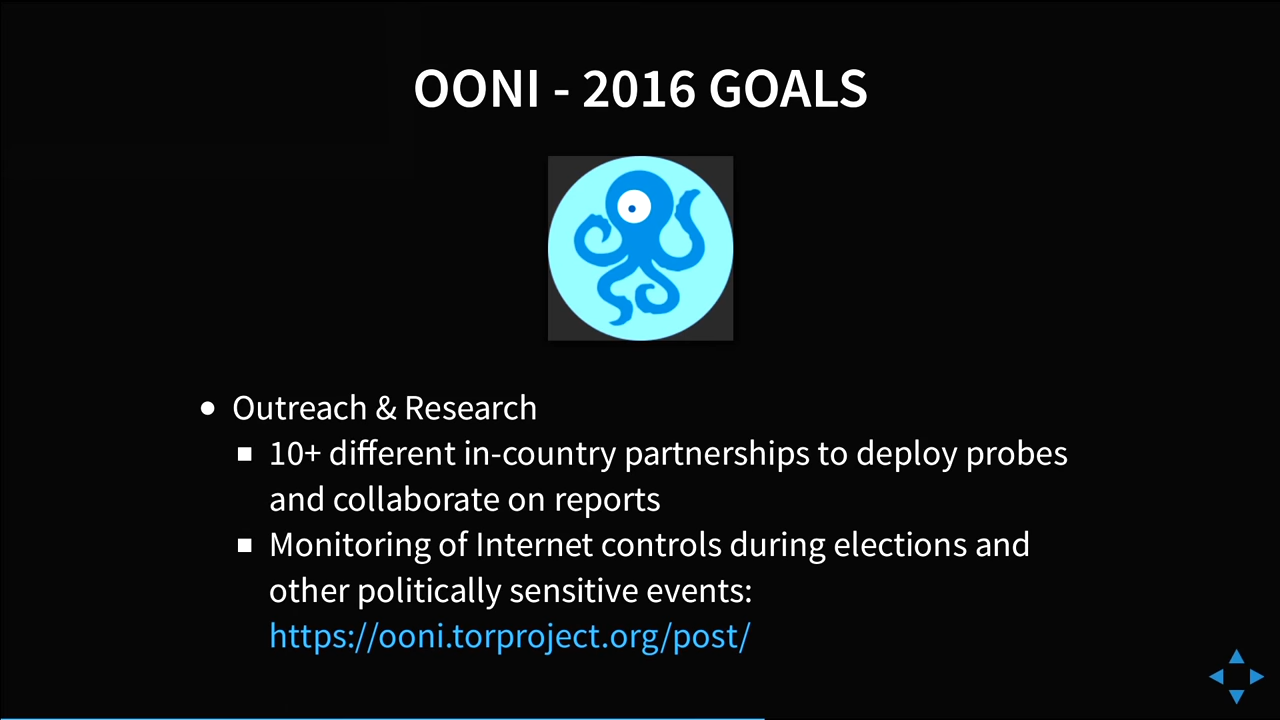 OONI - 2016 GOALS
Outreach & Research
10+ different in-country partnerships to deploy probes
and collaborate on reports
Monitoring of Internet controls during elections and
other politically sensitive events:
https://ooni.torproject.org/post/